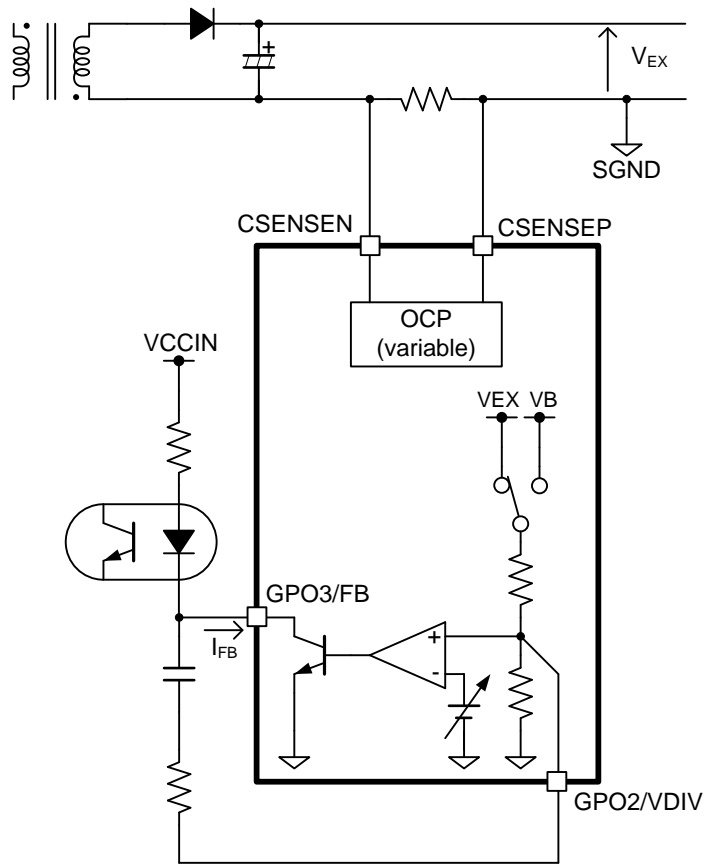 +
VEX
SGND
CSENSEN
CSENSEP
OCP
(variable)
VCCIN
VEX VB
GPO3/FB
IFB
+
-
GPO2/VDIV